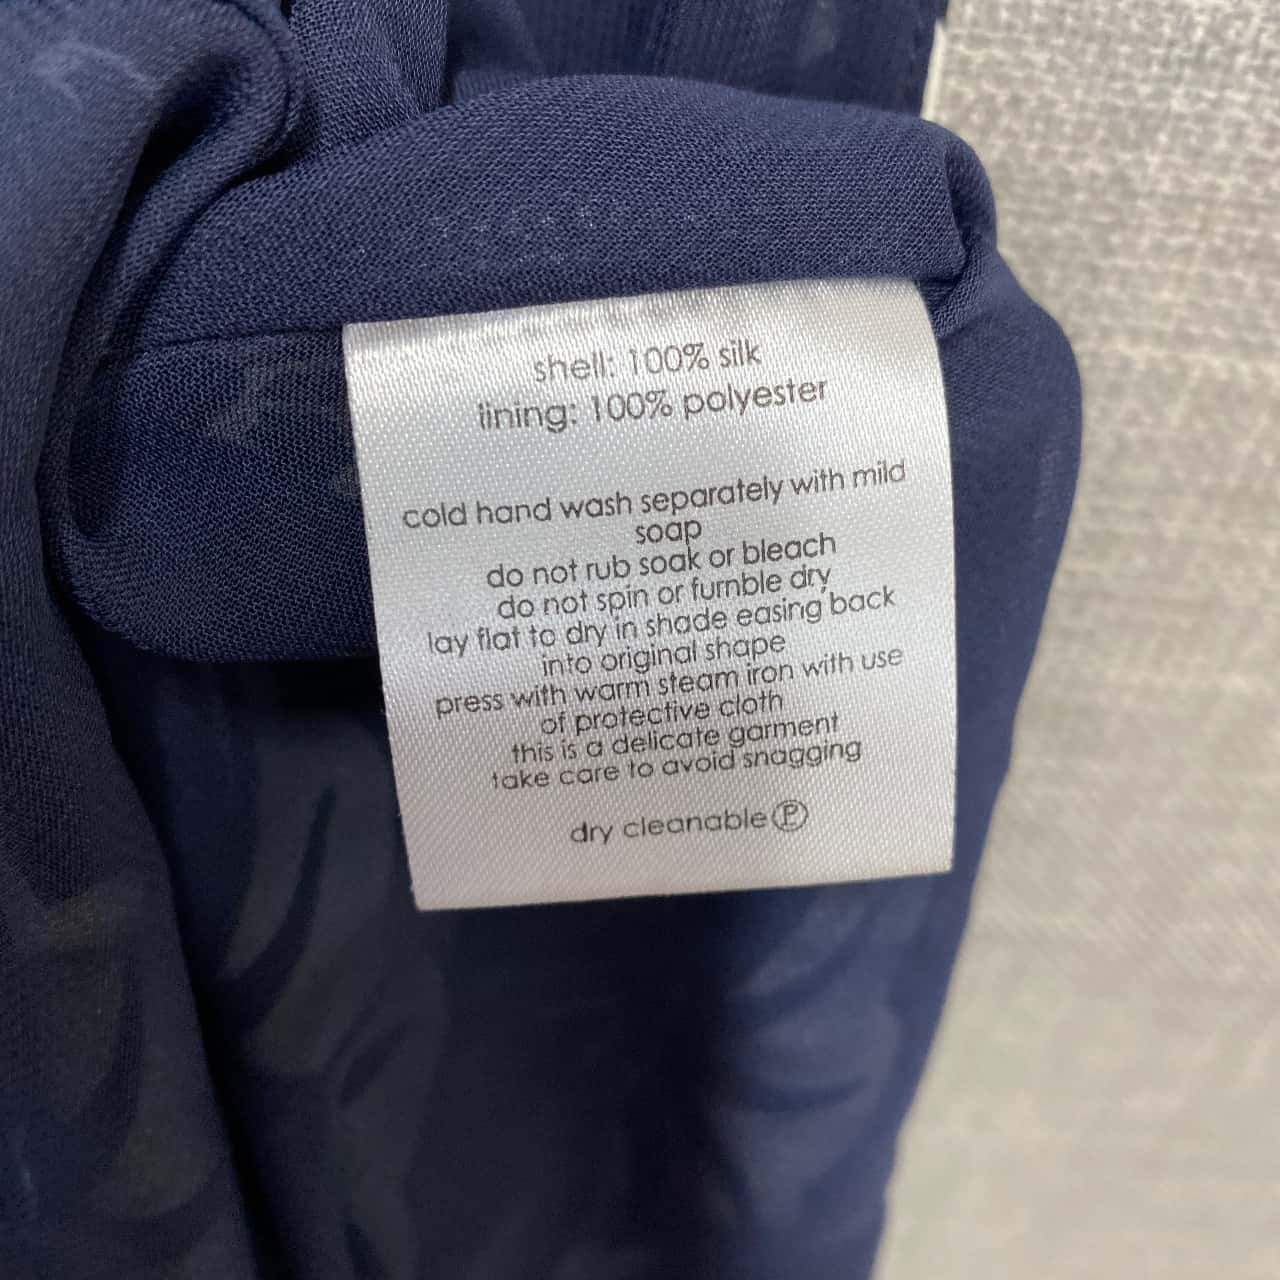 shell: 100% silk
lining: 100% polyester
cold hand wash separately with mild
soap
do not rub soak or bleach
do not spin or furnble dry
lay flat to dry in shade easing back
into original shape
press with warm steam iron with use
of protective cloth
this is a delicate garment
take care to avoid snagging
dry cleanable Ⓟ